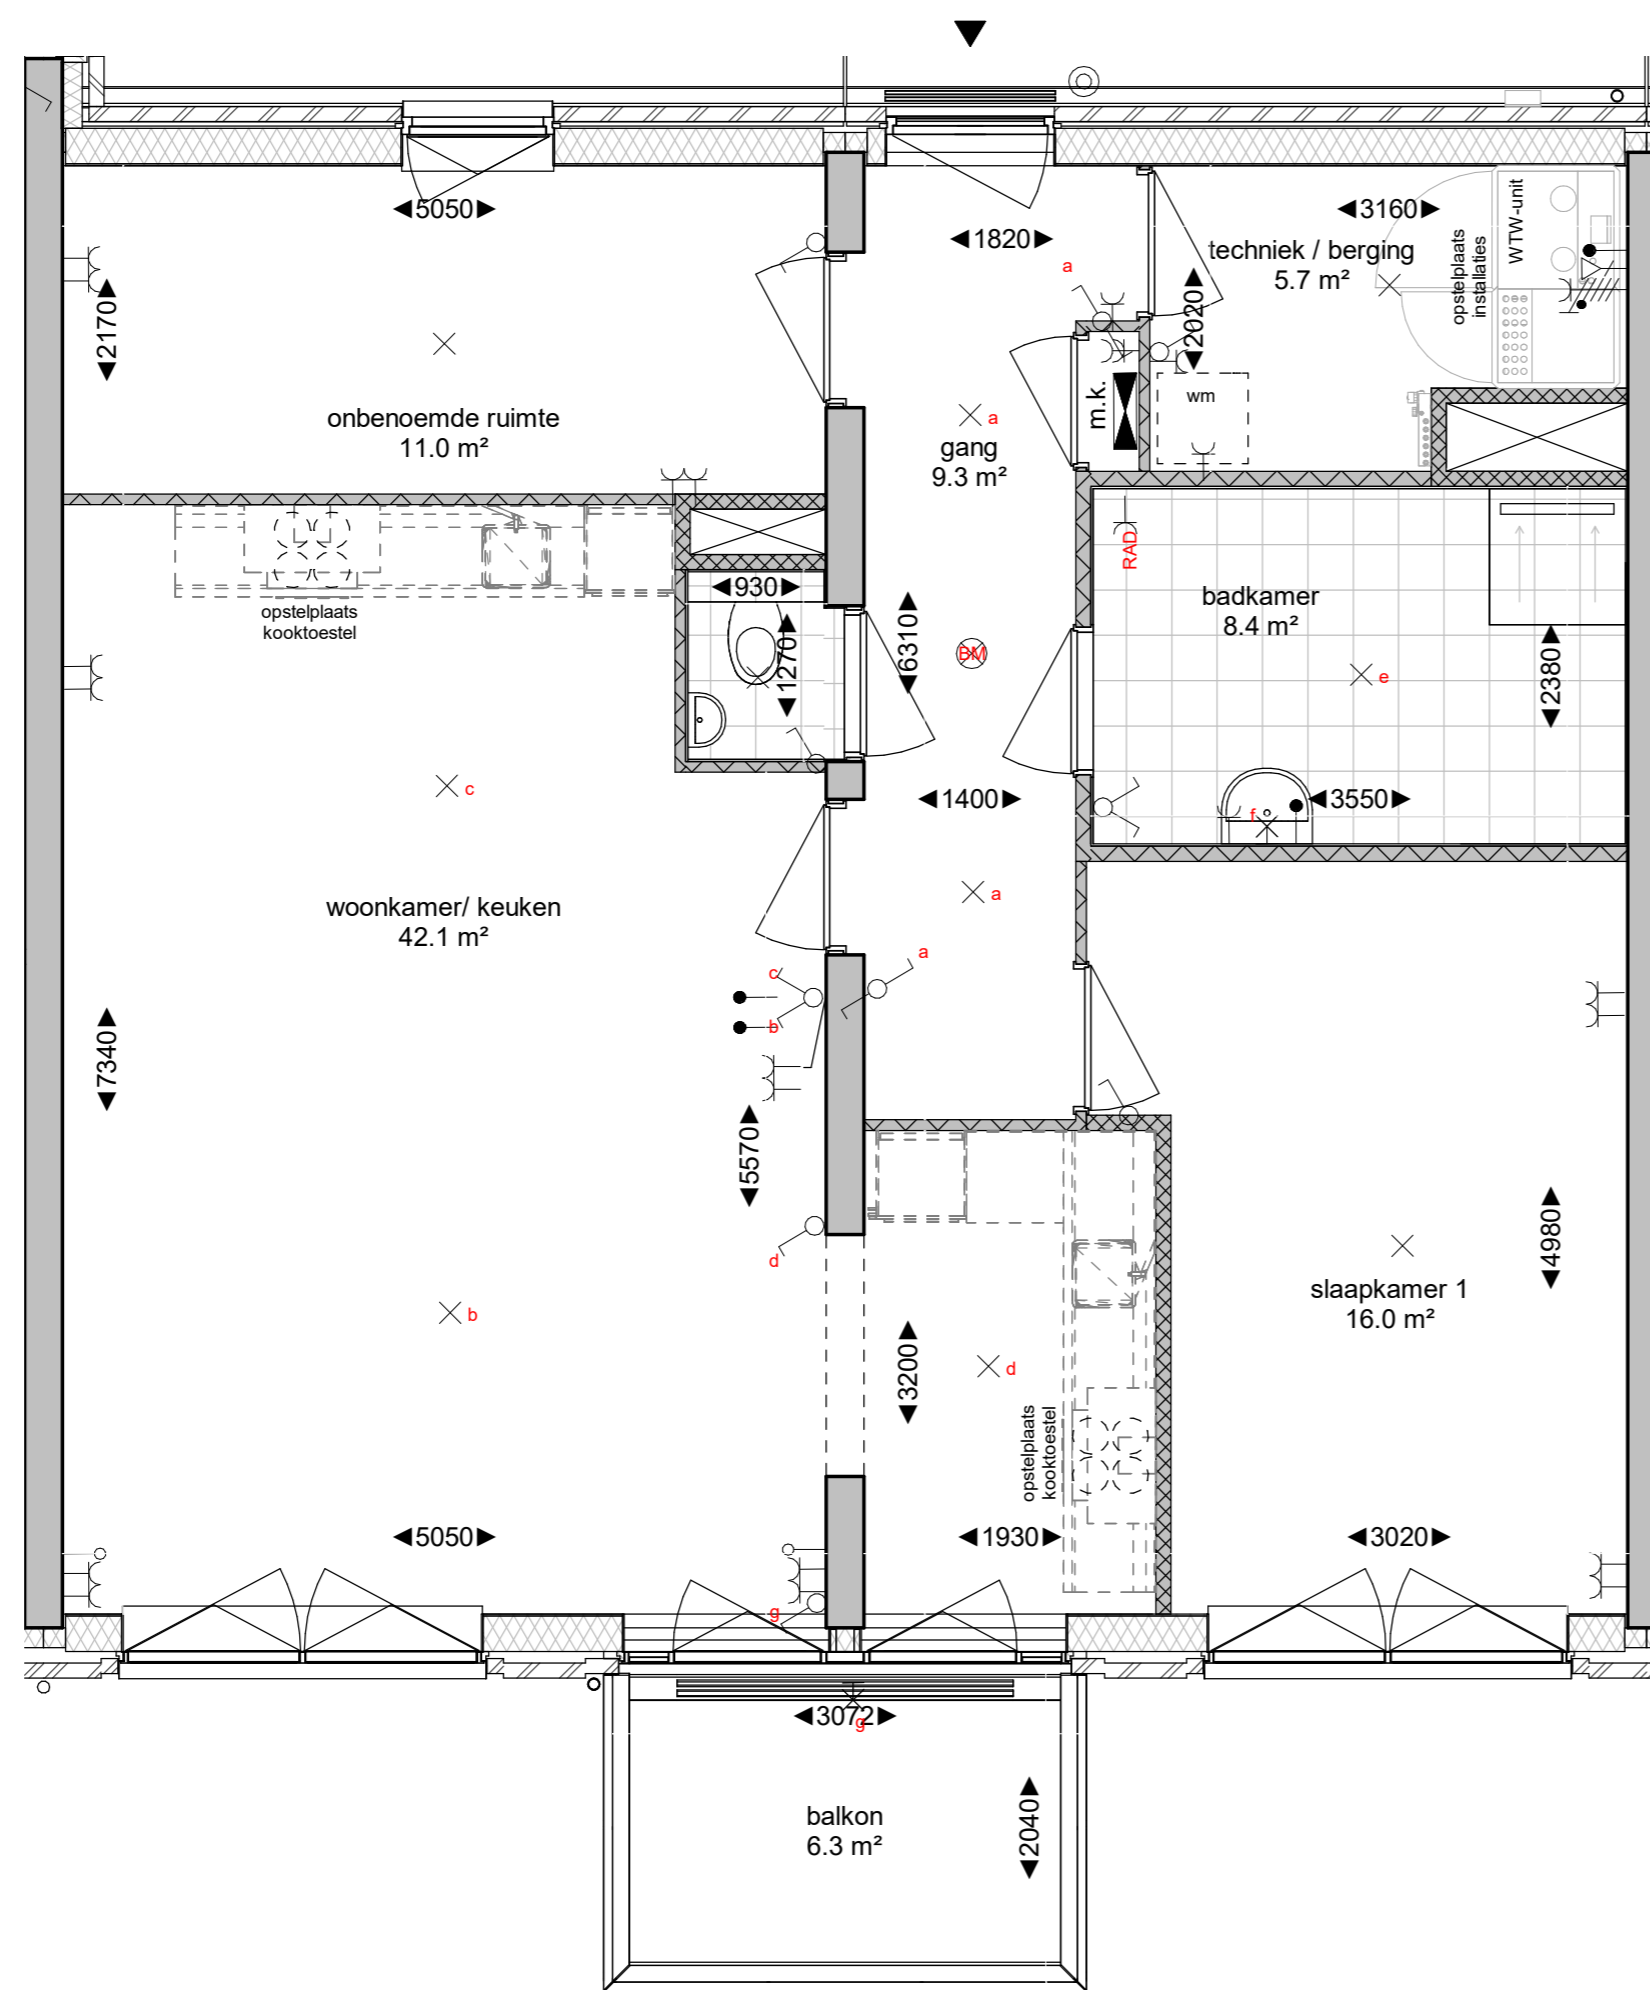 5050
1820
3160
WTW-unit
opstelplaats
installaties
techniek / berging
5.7 m²
a
2170
2020
onbenoemde ruimte
11.0 m²
m.k.
wm
a
gang
9.3 m²
RAD
opstelplaats
kooktoestel
930
1270
6310
BM
badkamer
8.4 m²
e
2380
c
1400
3550
f
woonkamer/ keuken
42.1 m²
a
a
c
b
7340
5570
d
4980
slaapkamer 1
16.0 m²
b
3200
d
opstelplaats
kooktoestel
5050
1930
3020
g
3072
g
balkon
6.3 m²
2040